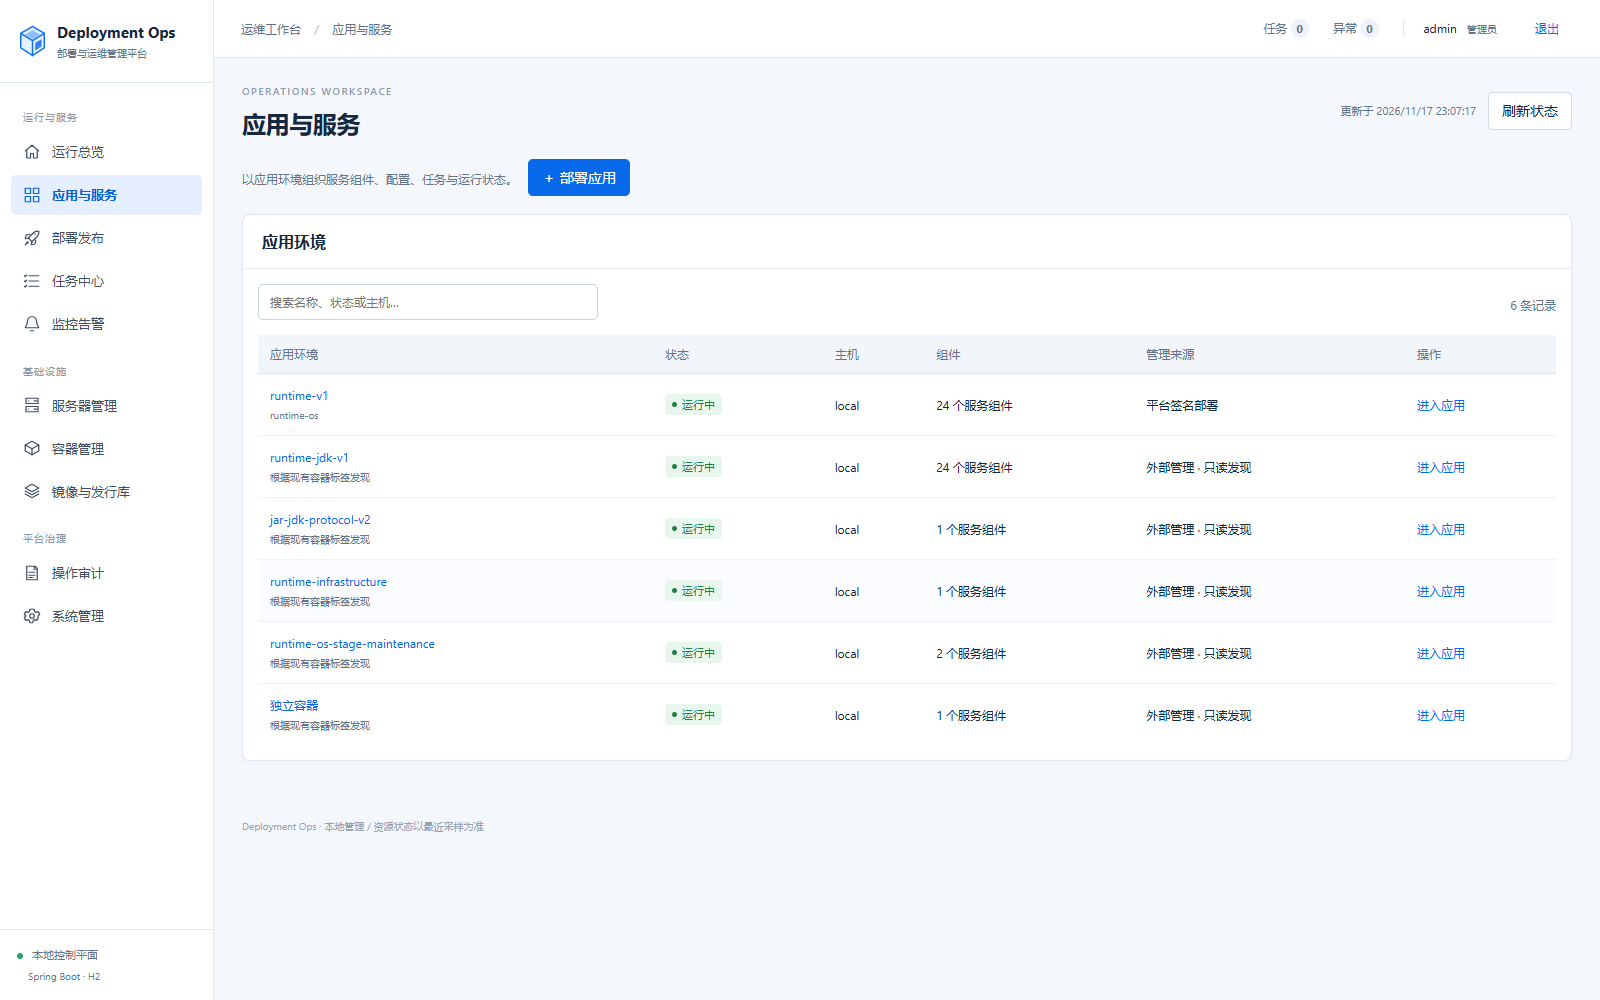 Deployment Ops
部署与运维管理平台
运行与服务
运行总览
应用与服务
部署发布
任务中心
监控告警
基础设施
服务器管理
容器管理
镜像与发行库
平台治理
操作审计
系统管理
本地控制平面
Spring Boot · H2
运维工作台 / 应用与服务
任务 0 异常 0 admin 管理员 退出
OPERATIONS WORKSPACE
应用与服务
更新于 2026/11/17 23:07:17 刷新状态
以应用环境组织服务组件、配置、任务与运行状态。 + 部署应用
应用环境
搜索名称、状态或主机...
6 条记录
应用环境 状态 主机 组件 管理来源 操作
runtime-v1
runtime-os
运行中 local 24 个服务组件 平台签名部署 进入应用
runtime-jdk-v1
根据现有容器标签发现
运行中 local 24 个服务组件 外部管理 · 只读发现 进入应用
jar-jdk-protocol-v2
根据现有容器标签发现
运行中 local 1 个服务组件 外部管理 · 只读发现 进入应用
runtime-infrastructure
根据现有容器标签发现
运行中 local 1 个服务组件 外部管理 · 只读发现 进入应用
runtime-os-stage-maintenance
根据现有容器标签发现
运行中 local 2 个服务组件 外部管理 · 只读发现 进入应用
独立容器
根据现有容器标签发现
运行中 local 1 个服务组件 外部管理 · 只读发现 进入应用
Deployment Ops · 本地管理 / 资源状态以最近采样为准